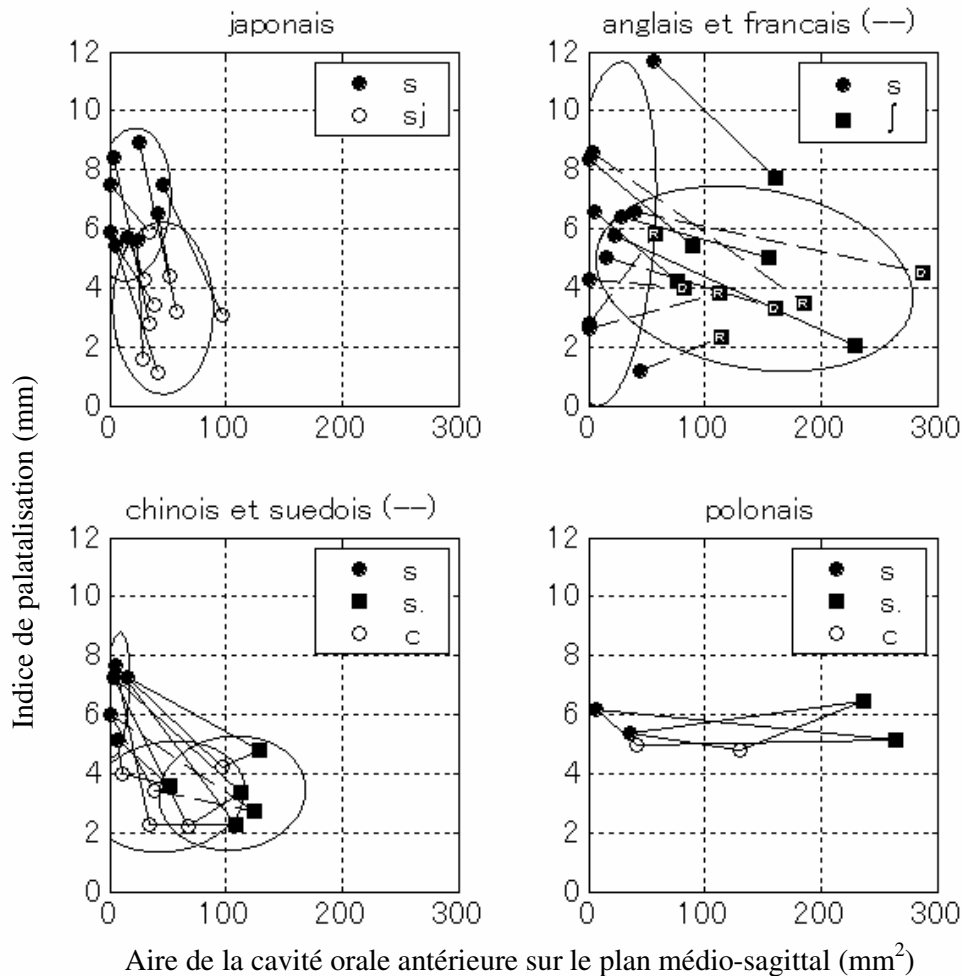 japonais
12
10
8
6
4
2
0
0 100 200 300
s
sj
anglais et francais (--)
12
10
8
6
4
2
0
0 100 200 300
s
ʃ
R
D
R
D
R
R
D
chinois et suedois (--)
12
10
8
6
4
2
0
0 100 200 300
s
s.
c
polonais
12
10
8
6
4
2
0
0 100 200 300
s
s.
c
Indice de palatalisation (mm)
Aire de la cavité orale antérieure sur le plan médio-sagittal (mm²)